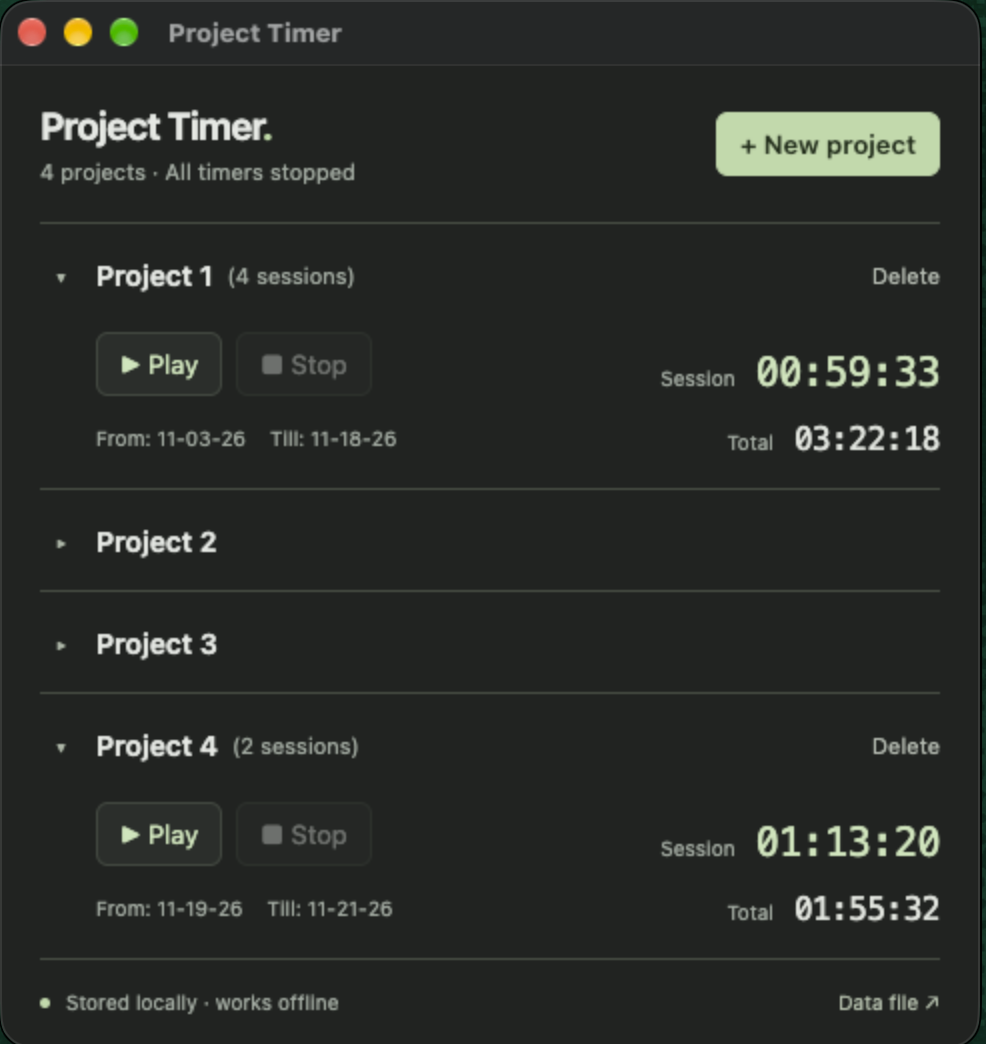 Project Timer
Project Timer.
+ New project
4 projects · All timers stopped
▾ Project 1 (4 sessions) Delete
▶ Play ■ Stop
Session 00:59:33
From: 11-03-26 Till: 11-18-26
Total 03:22:18
▸ Project 2
▸ Project 3
▾ Project 4 (2 sessions) Delete
▶ Play ■ Stop
Session 01:13:20
From: 11-19-26 Till: 11-21-26
Total 01:55:32
Stored locally · works offline
Data file ↗